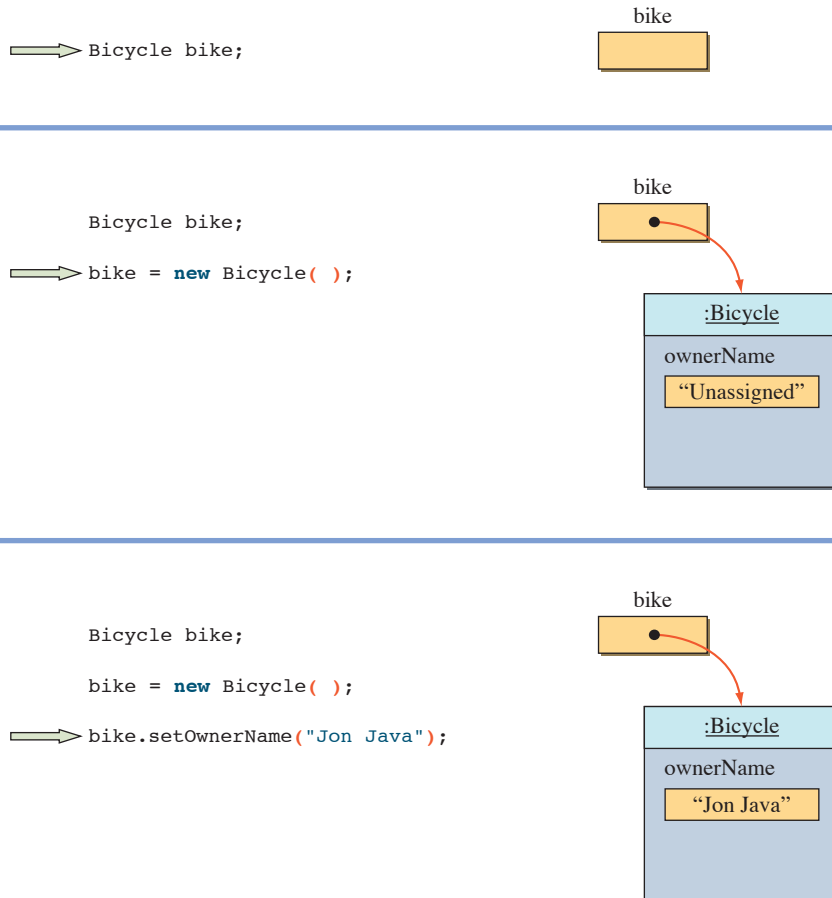 bike
Bicycle bike;
bike
Bicycle bike;
bike = new Bicycle( );
:Bicycle
ownerName
“Unassigned”
bike
Bicycle bike;
bike = new Bicycle( );
bike.setOwnerName("Jon Java");
:Bicycle
ownerName
“Jon Java”